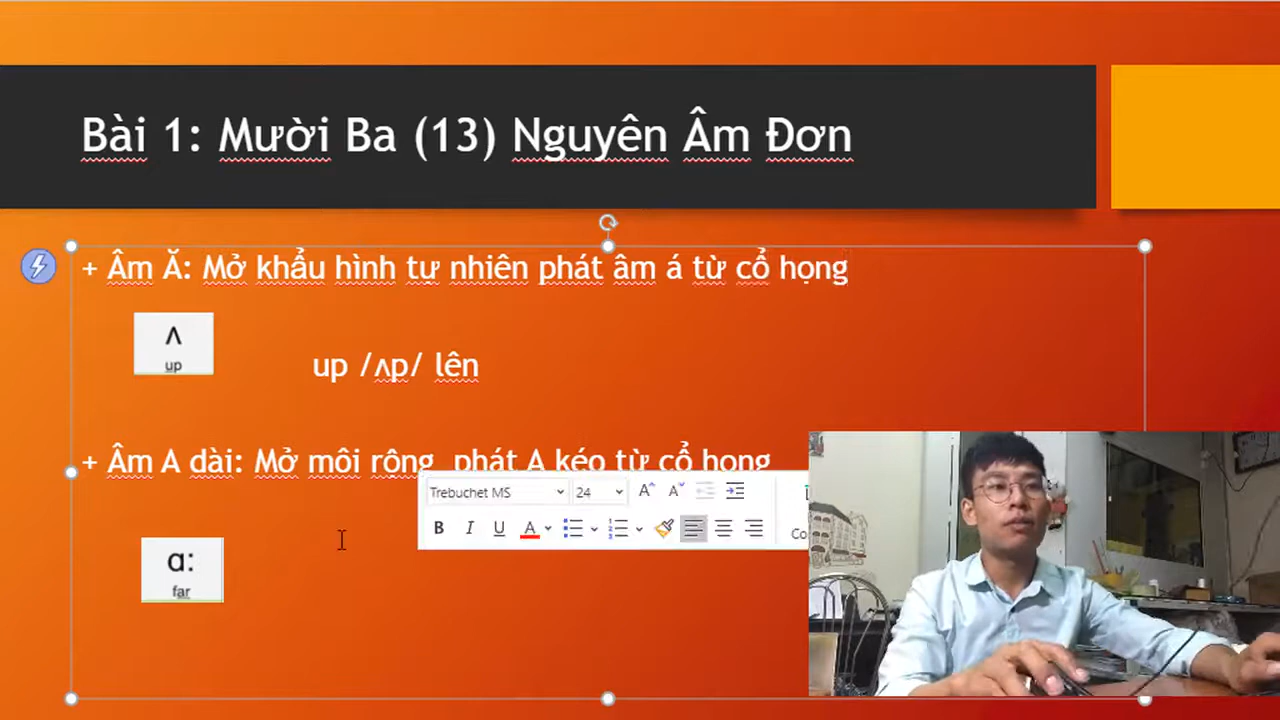 Bài 1: Mười Ba (13) Nguyên Âm Đơn
+ Âm Ă: Mở khẩu hình tự nhiên phát âm á từ cổ họng
ʌ
up
up /ʌp/ lên
+ Âm A dài: Mở môi rộng, phát A kéo từ cổ họng
Trebuchet MS
24
A A
B I U A
ɑ:
far